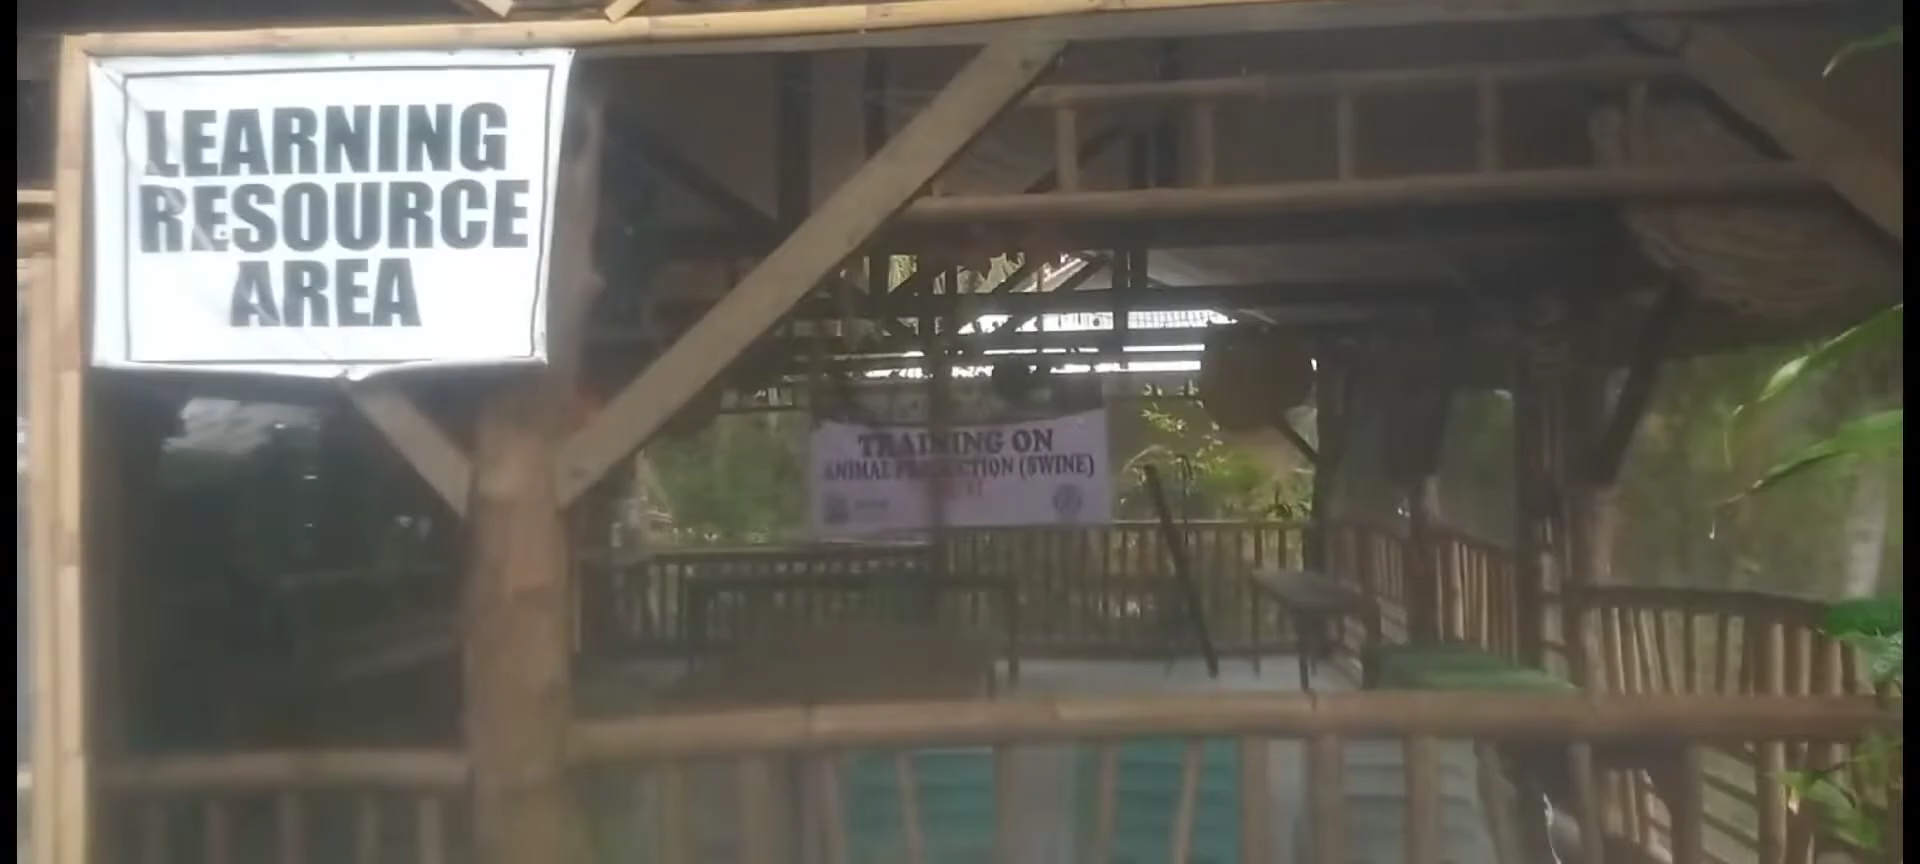 LEARNING
RESOURCE
AREA
TRAINING ON
ANIMAL PRODUCTION (SWINE)